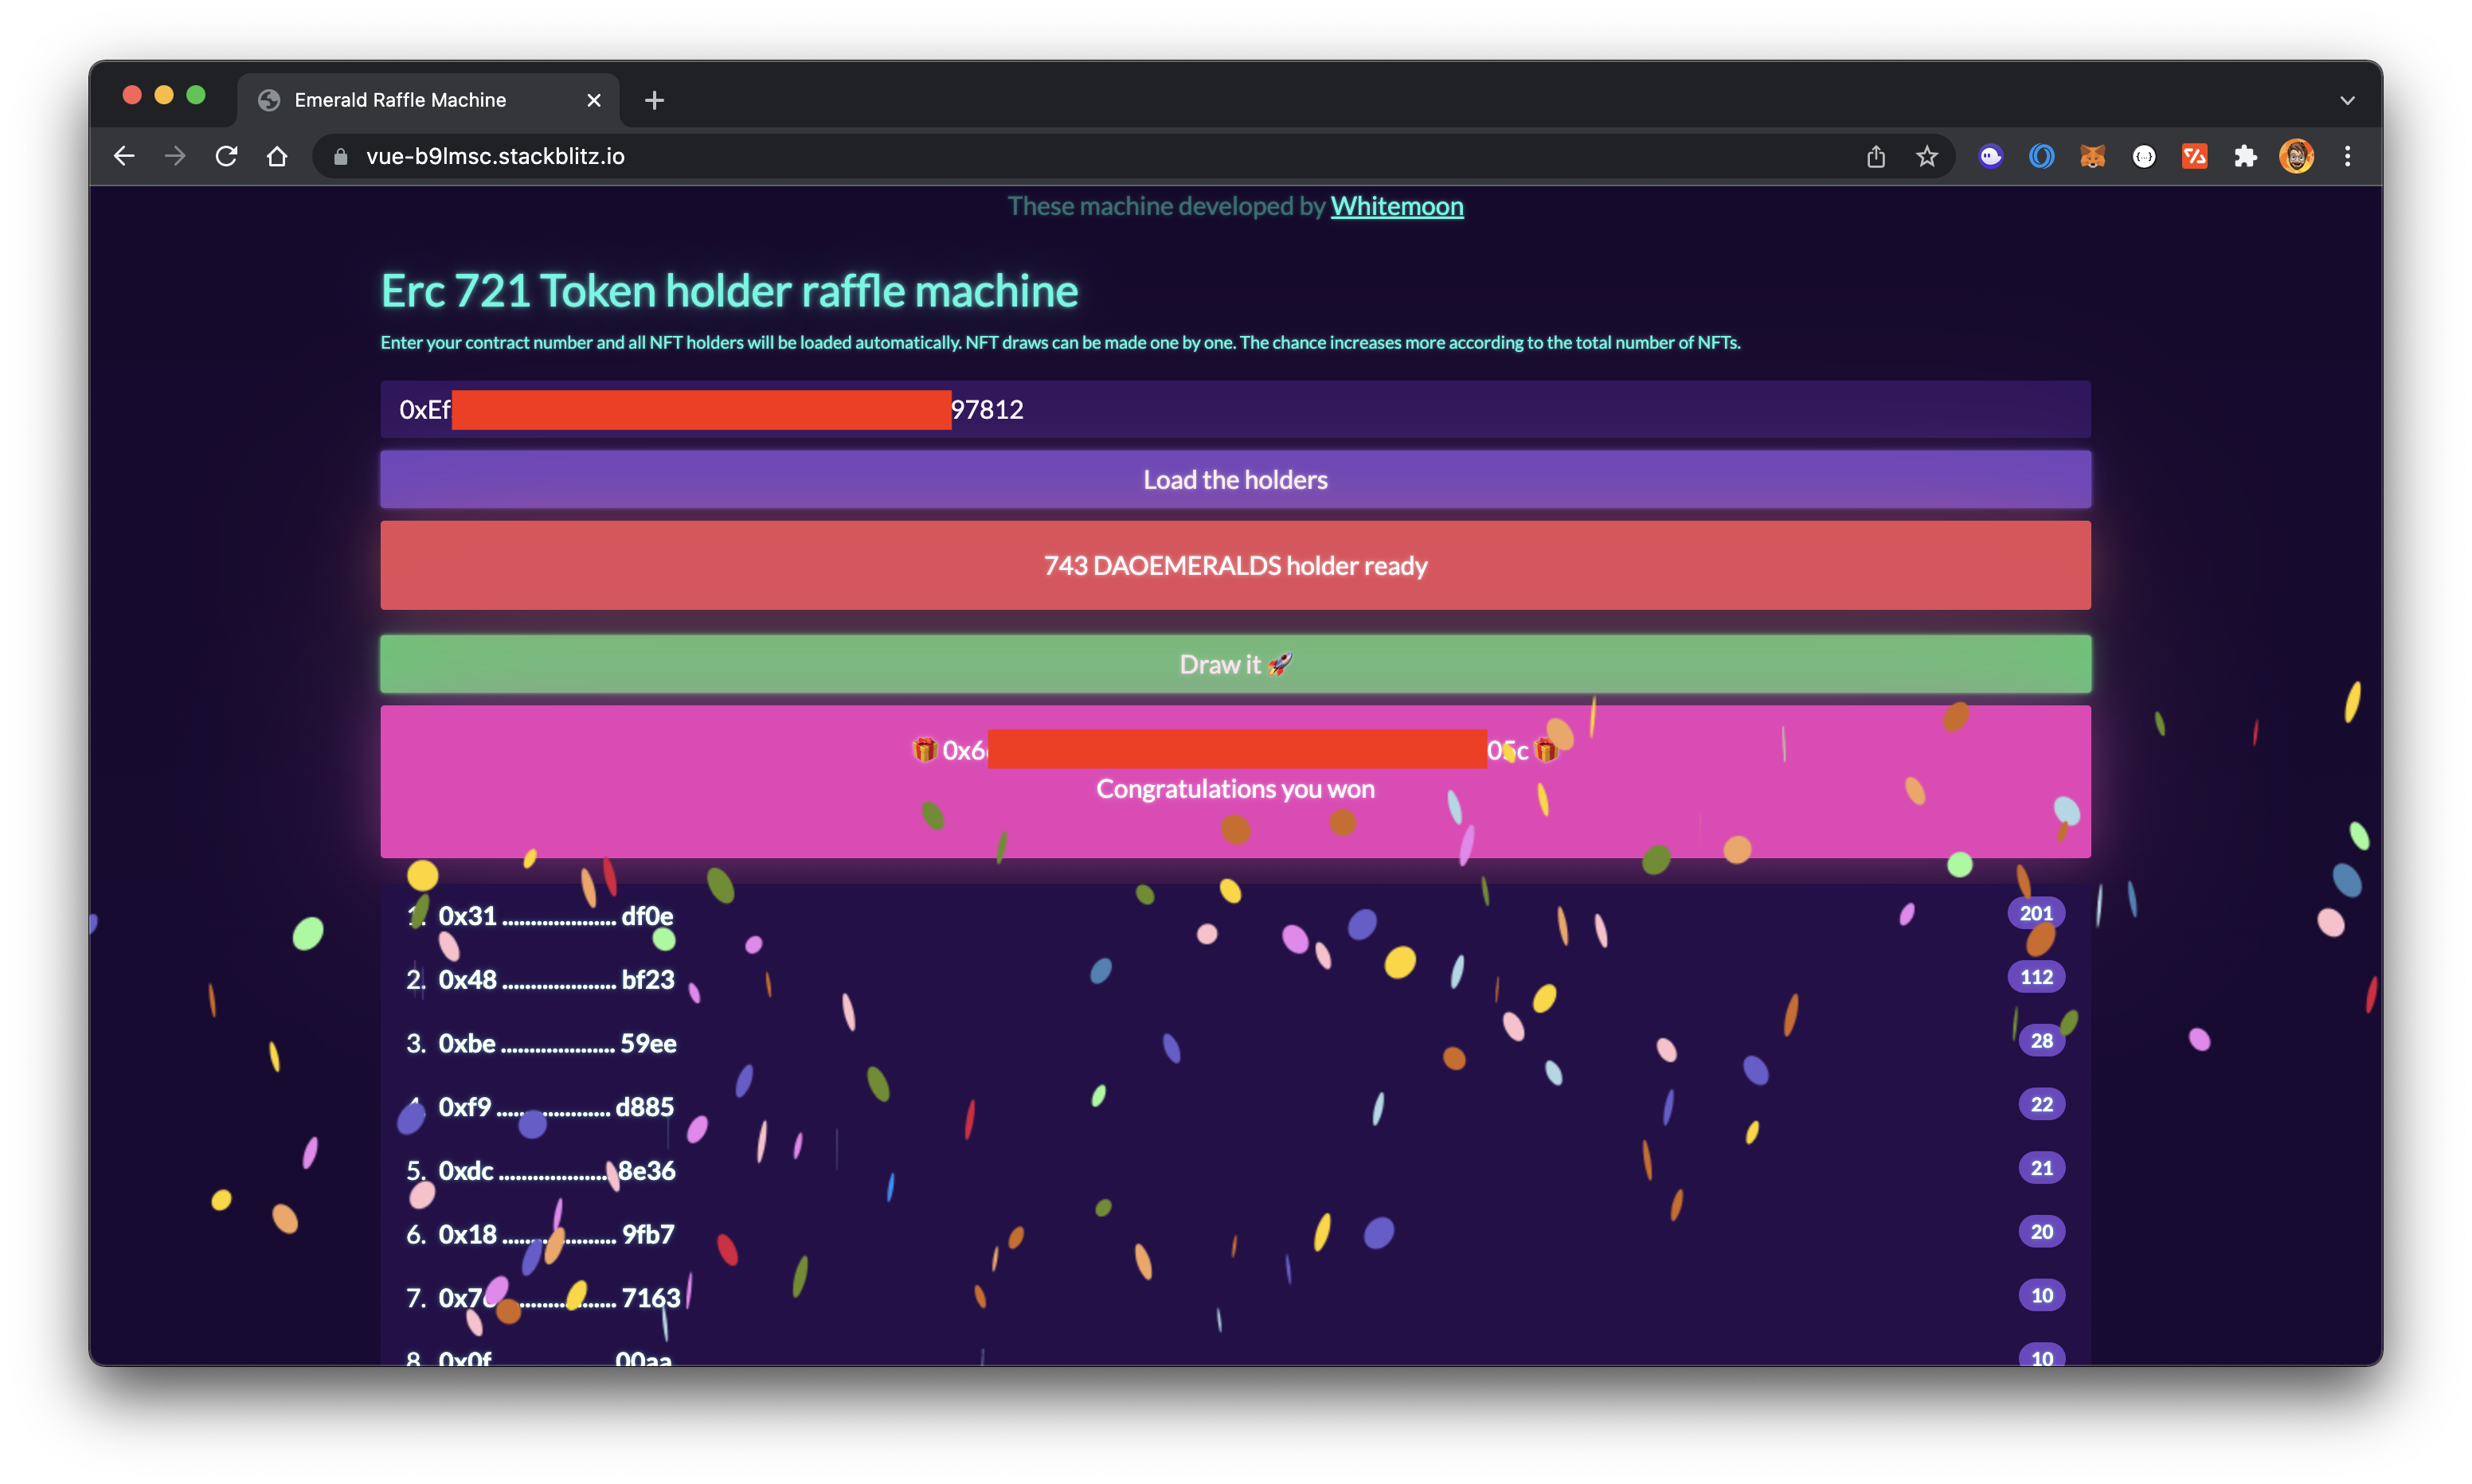 Emerald Raffle Machine
vue-b9lmsc.stackblitz.io
These machine developed by Whitemoon
Erc 721 Token holder raffle machine
Enter your contract number and all NFT holders will be loaded automatically. NFT draws can be made one by one. The chance increases more according to the total number of NFTs.
0xEf 97812
Load the holders
743 DAOEMERALDS holder ready
Draw it 🚀
🎁 0x6 05c 🎁
Congratulations you won
1. 0x31 .................... df0e 201
2. 0x48 .................... bf23 112
3. 0xbe .................... 59ee 28
4. 0xf9 .................... d885 22
5. 0xdc .................... 8e36 21
6. 0x18 .................... 9fb7 20
7. 0x7 .................... 7163 10
8. 0x0f 00aa 10